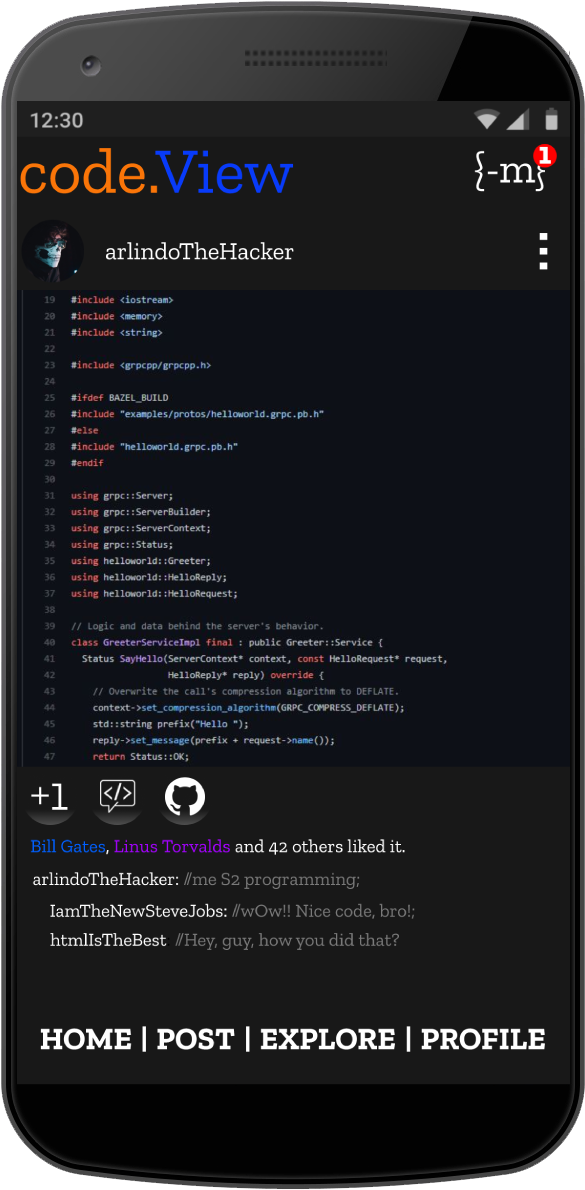 12:30
code.View
{-m}
1
arlindoTheHacker
19 #include <iostream>
20 #include <memory>
21 #include <string>
22
23 #include <grpcpp/grpcpp.h>
24
25 #ifdef BAZEL_BUILD
26 #include "examples/protos/helloworld.grpc.pb.h"
27 #else
28 #include "helloworld.grpc.pb.h"
29 #endif
30
31 using grpc::Server;
32 using grpc::ServerBuilder;
33 using grpc::ServerContext;
34 using grpc::Status;
35 using helloworld::Greeter;
36 using helloworld::HelloReply;
37 using helloworld::HelloRequest;
38
39 // Logic and data behind the server's behavior.
40 class GreeterServiceImpl final : public Greeter::Service {
41 Status SayHello(ServerContext* context, const HelloRequest* request,
42 HelloReply* reply) override {
43 // Overwrite the call's compression algorithm to DEFLATE.
44 context->set_compression_algorithm(GRPC_COMPRESS_DEFLATE);
45 std::string prefix("Hello ");
46 reply->set_message(prefix + request->name());
47 return Status::OK;
+1 </>
Bill Gates, Linus Torvalds and 42 others liked it.
arlindoTheHacker: //me S2 programming;
IamTheNewSteveJobs: //wOw!! Nice code, bro!;
htmlIsTheBest //Hey, guy, how you did that?
HOME | POST | EXPLORE | PROFILE